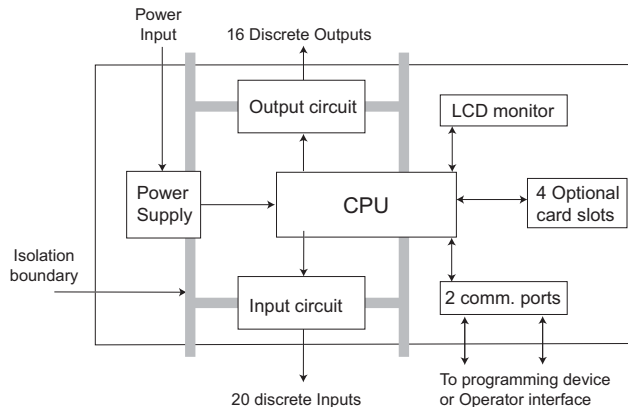 Power
Input
16 Discrete Outputs
Output circuit
LCD monitor
Power
Supply
CPU
4 Optional
card slots
Isolation
boundary
Input circuit
2 comm. ports
20 discrete Inputs
To programming device
or Operator interface